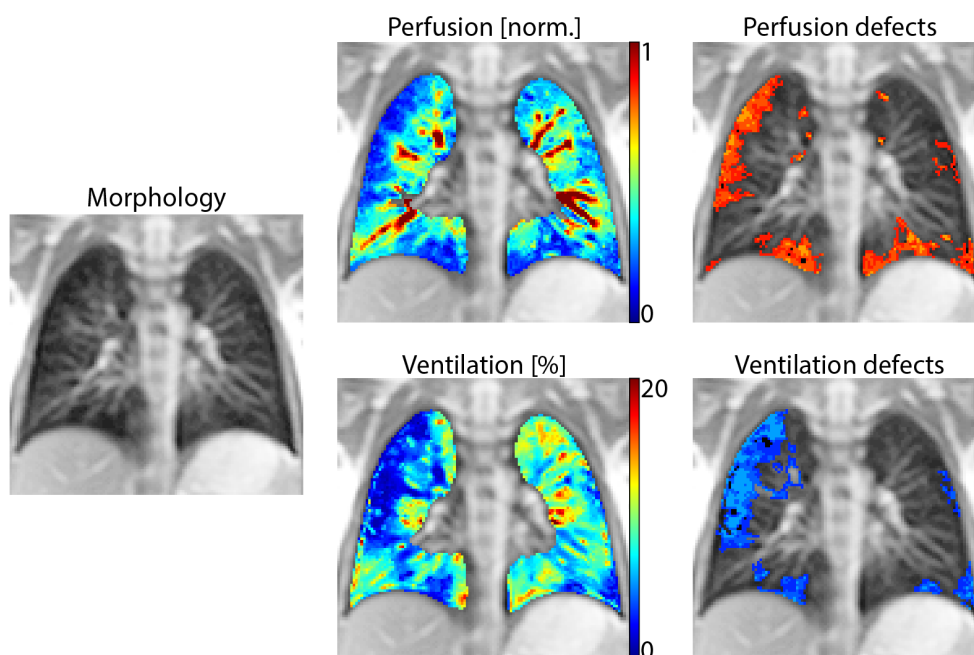 Perfusion [norm.]
Perfusion defects
1
0
Morphology
Ventilation [%]
Ventilation defects
20
0